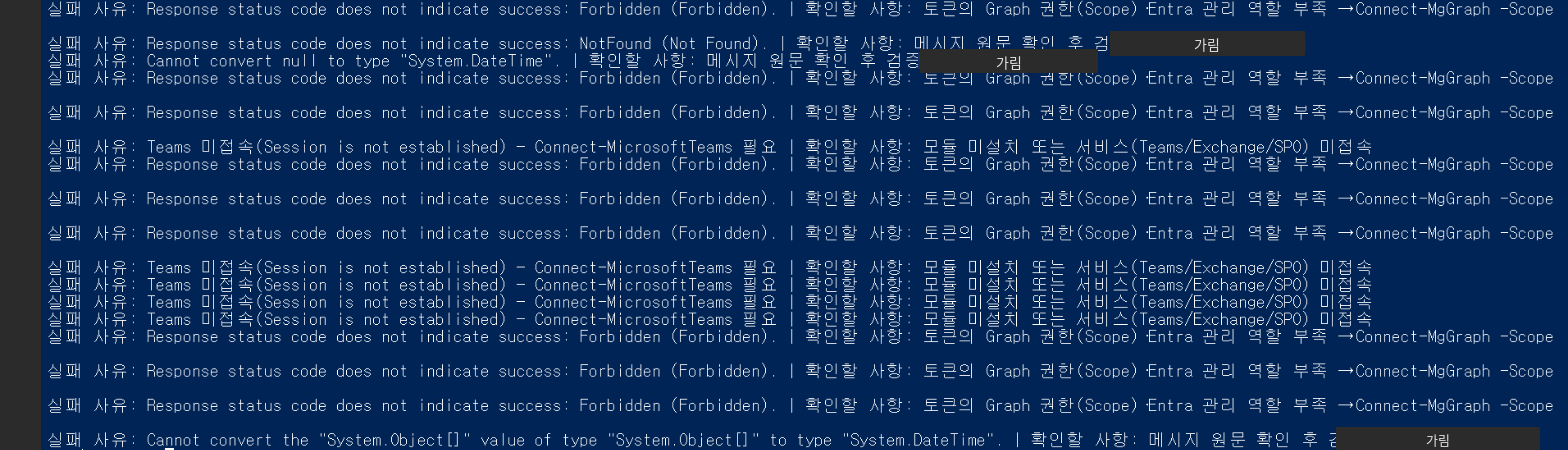 실패 사유: Response status code does not indicate success: Forbidden (Forbidden). | 확인할 사항: 토큰의 Graph 권한(Scope)·Entra 관리 역할 부족 →Connect-MgGraph -Scope
실패 사유: Response status code does not indicate success: NotFound (Not Found). | 확인할 사항: 메시지 원문 확인 후 검 가림
실패 사유: Cannot convert null to type "System.DateTime". | 확인할 사항: 메시지 원문 확인 후 검증 가림
실패 사유: Response status code does not indicate success: Forbidden (Forbidden). | 확인할 사항: 토큰의 Graph 권한(Scope)·Entra 관리 역할 부족 →Connect-MgGraph -Scope
실패 사유: Response status code does not indicate success: Forbidden (Forbidden). | 확인할 사항: 토큰의 Graph 권한(Scope)·Entra 관리 역할 부족 →Connect-MgGraph -Scope
실패 사유: Teams 미접속(Session is not established) - Connect-MicrosoftTeams 필요 | 확인할 사항: 모듈 미설치 또는 서비스(Teams/Exchange/SPO) 미접속
실패 사유: Response status code does not indicate success: Forbidden (Forbidden). | 확인할 사항: 토큰의 Graph 권한(Scope)·Entra 관리 역할 부족 →Connect-MgGraph -Scope
실패 사유: Response status code does not indicate success: Forbidden (Forbidden). | 확인할 사항: 토큰의 Graph 권한(Scope)·Entra 관리 역할 부족 →Connect-MgGraph -Scope
실패 사유: Response status code does not indicate success: Forbidden (Forbidden). | 확인할 사항: 토큰의 Graph 권한(Scope)·Entra 관리 역할 부족 →Connect-MgGraph -Scope
실패 사유: Teams 미접속(Session is not established) - Connect-MicrosoftTeams 필요 | 확인할 사항: 모듈 미설치 또는 서비스(Teams/Exchange/SPO) 미접속
실패 사유: Teams 미접속(Session is not established) - Connect-MicrosoftTeams 필요 | 확인할 사항: 모듈 미설치 또는 서비스(Teams/Exchange/SPO) 미접속
실패 사유: Teams 미접속(Session is not established) - Connect-MicrosoftTeams 필요 | 확인할 사항: 모듈 미설치 또는 서비스(Teams/Exchange/SPO) 미접속
실패 사유: Teams 미접속(Session is not established) - Connect-MicrosoftTeams 필요 | 확인할 사항: 모듈 미설치 또는 서비스(Teams/Exchange/SPO) 미접속
실패 사유: Response status code does not indicate success: Forbidden (Forbidden). | 확인할 사항: 토큰의 Graph 권한(Scope)·Entra 관리 역할 부족 →Connect-MgGraph -Scope
실패 사유: Response status code does not indicate success: Forbidden (Forbidden). | 확인할 사항: 토큰의 Graph 권한(Scope)·Entra 관리 역할 부족 →Connect-MgGraph -Scope
실패 사유: Response status code does not indicate success: Forbidden (Forbidden). | 확인할 사항: 토큰의 Graph 권한(Scope)·Entra 관리 역할 부족 →Connect-MgGraph -Scope
실패 사유: Cannot convert the "System.Object[]" value of type "System.Object[]" to type "System.DateTime". | 확인할 사항: 메시지 원문 확인 후 가림